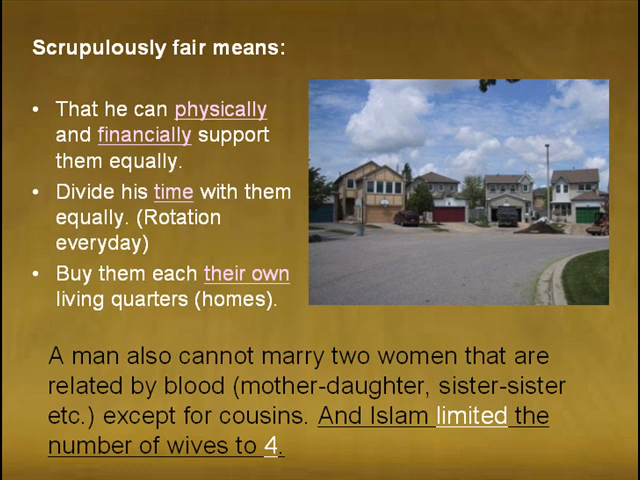 Scrupulously fair means:
• That he can physically
and financially support
them equally.
• Divide his time with them
equally. (Rotation
everyday)
• Buy them each their own
living quarters (homes).
A man also cannot marry two women that are
related by blood (mother-daughter, sister-sister
etc.) except for cousins. And Islam limited the
number of wives to 4.